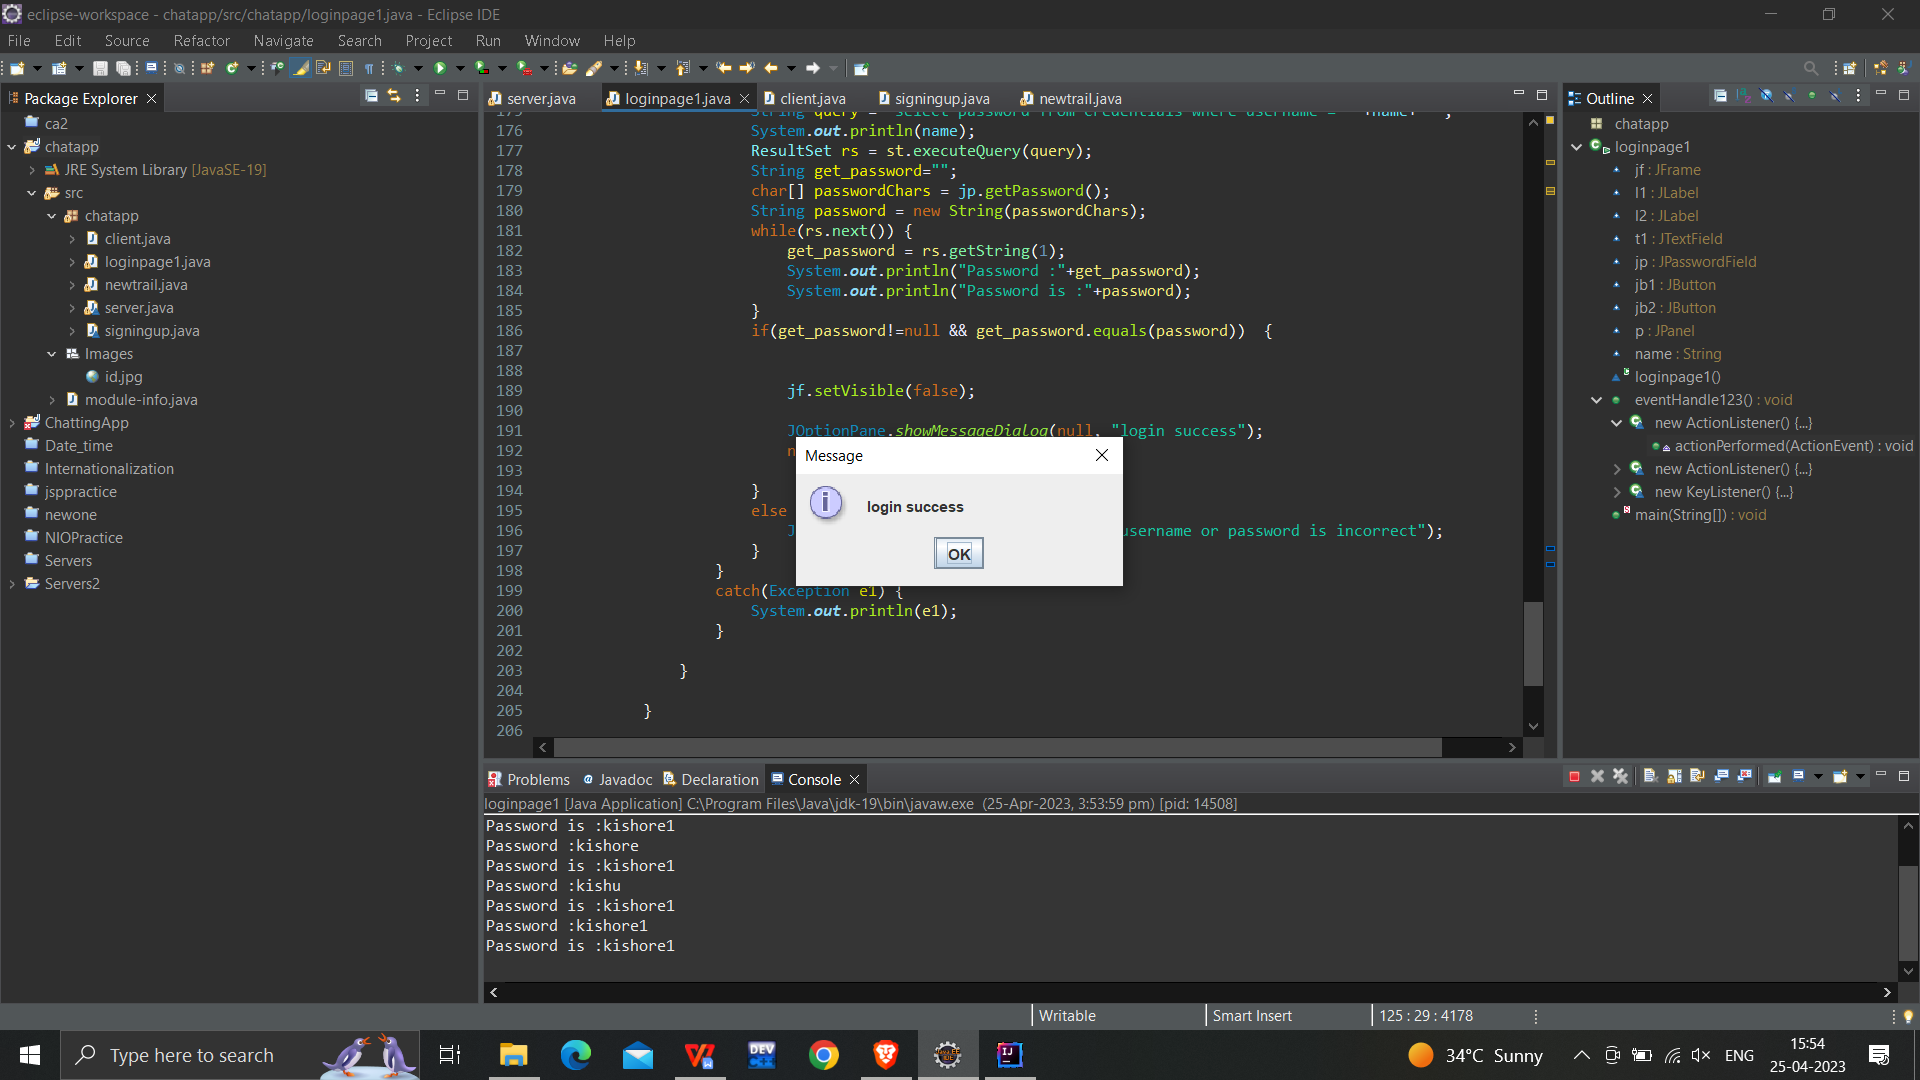 eclipse-workspace - chatapp/src/chatapp/loginpage1.java - Eclipse IDE
File Edit Source Refactor Navigate Search Project Run Window Help
Package Explorer
ca2
chatapp
JRE System Library [JavaSE-19]
src
chatapp
client.java
loginpage1.java
newtrail.java
server.java
signingup.java
Images
id.jpg
module-info.java
ChattingApp
Date_time
Internationalization
jsppractice
newone
NIOPractice
Servers
Servers2
server.java loginpage1.java client.java signingup.java newtrail.java
175 String query = "select password from credentials where username =
176 System.out.println(name);
177 ResultSet rs = st.executeQuery(query);
178 String get_password="";
179 char[] passwordChars = jp.getPassword();
180 String password = new String(passwordChars);
181 while(rs.next()) {
182 get_password = rs.getString(1);
183 System.out.println("Password :"+get_password);
184 System.out.println("Password is :"+password);
185 }
186 if(get_password!=null && get_password.equals(password)) {
187
188
189 jf.setVisible(false);
190
191 JOptionPane.showMessageDialog(null, "login success");
192 n
193
194 }
195 else
196 J username or password is incorrect");
197 }
198 }
199 catch(Exception e1) {
200 System.out.println(e1);
201 }
202
203 }
204
205 }
206
Message
login success
OK
Outline
chatapp
loginpage1
jf : JFrame
l1 : JLabel
l2 : JLabel
t1 : JTextField
jp : JPasswordField
jb1 : JButton
jb2 : JButton
p : JPanel
name : String
loginpage1()
eventHandle123() : void
new ActionListener() {...}
actionPerformed(ActionEvent) : void
new ActionListener() {...}
new KeyListener() {...}
main(String[]) : void
Problems Javadoc Declaration Console
loginpage1 [Java Application] C:\Program Files\Java\jdk-19\bin\javaw.exe (25-Apr-2023, 3:53:59 pm) [pid: 14508]
Password is :kishore1
Password :kishore
Password is :kishore1
Password :kishu
Password is :kishore1
Password :kishore1
Password is :kishore1
Writable Smart Insert 125 : 29 : 4178
Type here to search
DEV
IJ
34°C Sunny
ENG
15:54
25-04-2023